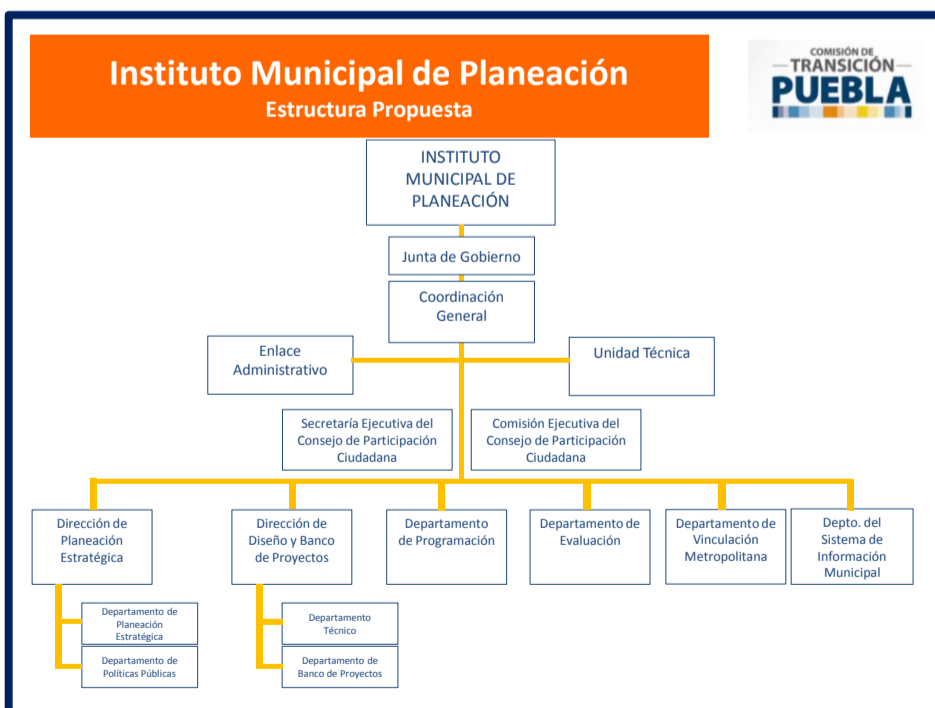 Instituto Municipal de Planeación
Estructura Propuesta
COMISIÓN DE
TRANSICIÓN
PUEBLA
INSTITUTO
MUNICIPAL DE
PLANEACIÓN
Junta de Gobierno
Coordinación
General
Enlace
Administrativo
Unidad Técnica
Secretaría Ejecutiva del
Consejo de Participación
Ciudadana
Comisión Ejecutiva del
Consejo de Participación
Ciudadana
Dirección de
Planeación
Estratégica
Dirección de
Diseño y Banco
de Proyectos
Departamento
de Programación
Departamento de
Evaluación
Departamento de
Vinculación
Metropolitana
Depto. del
Sistema de
Información
Municipal
Departamento de
Planeación
Estratégica
Departamento de
Políticas Públicas
Departamento
Técnico
Departamento de
Banco de Proyectos